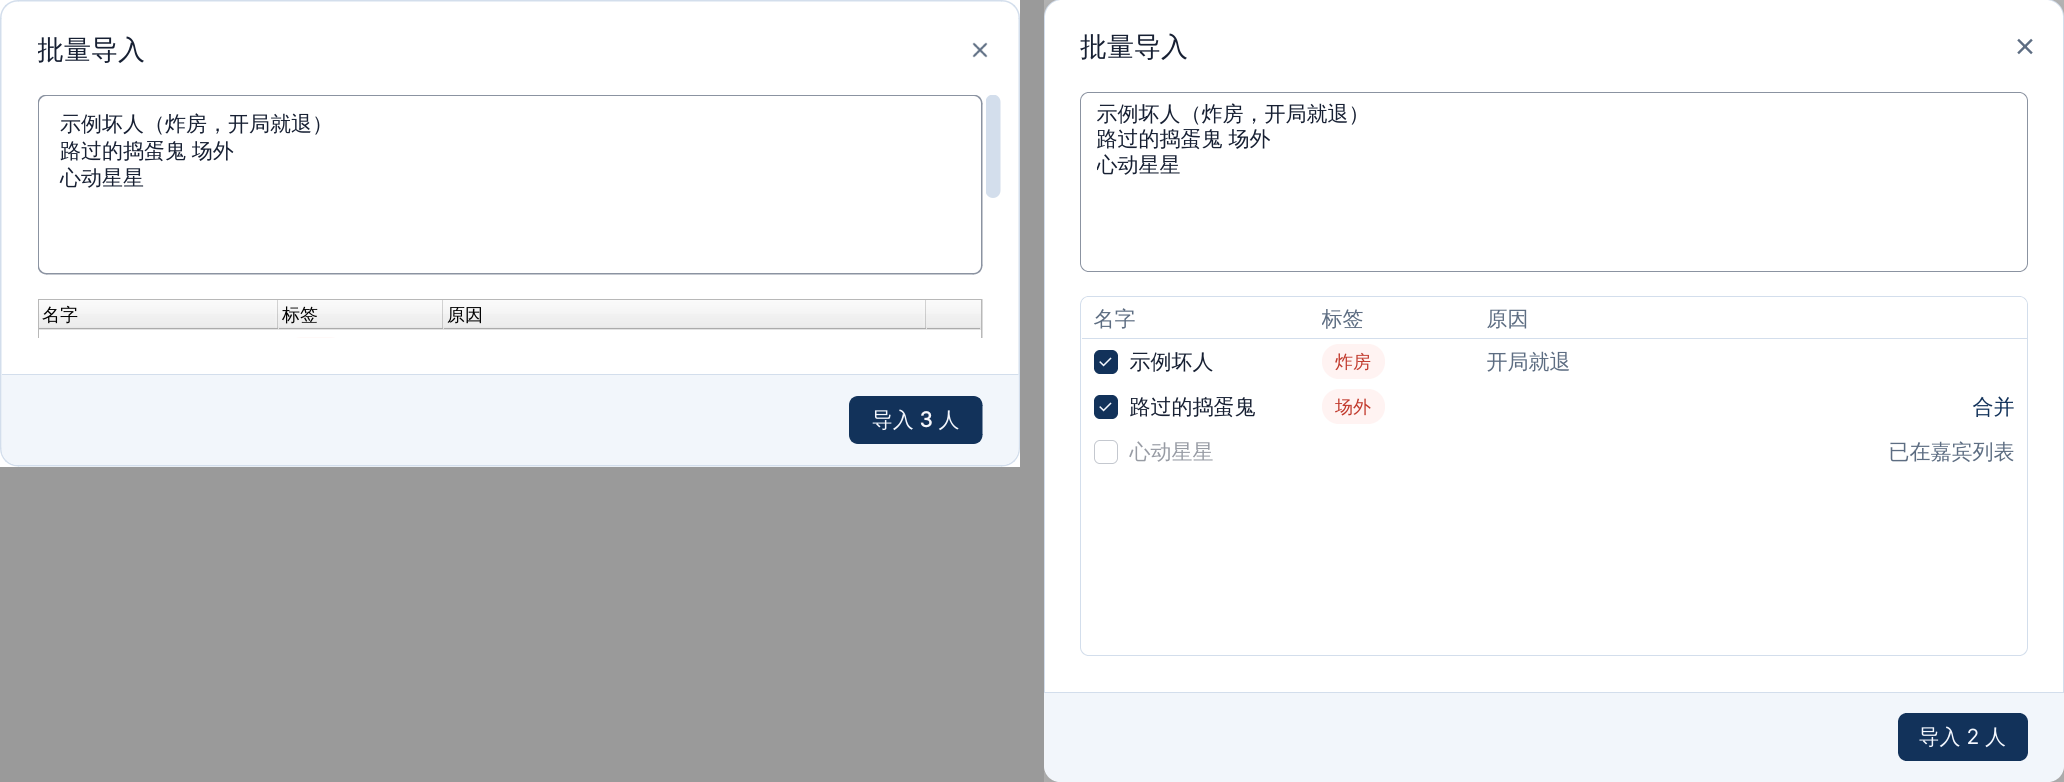 批量导入
示例坏人（炸房，开局就退）
路过的捣蛋鬼 场外
心动星星
名字 标签 原因
导入 3 人
批量导入
示例坏人（炸房，开局就退）
路过的捣蛋鬼 场外
心动星星
名字 标签 原因
示例坏人 炸房 开局就退
路过的捣蛋鬼 场外 合并
心动星星 已在嘉宾列表
导入 2 人